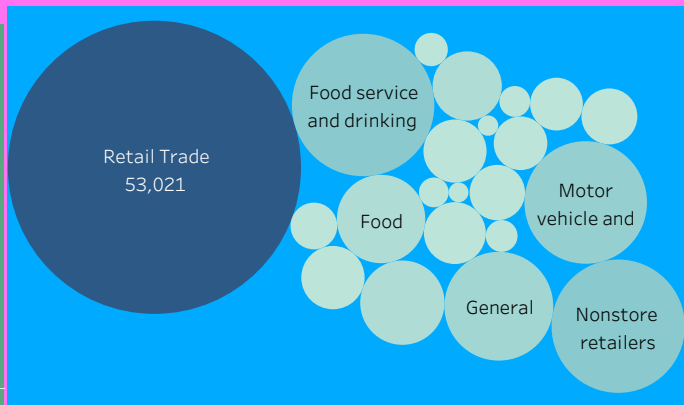 Retail Trade
53,021
Food service
and drinking
Food
Motor
vehicle and
General
Nonstore
retailers